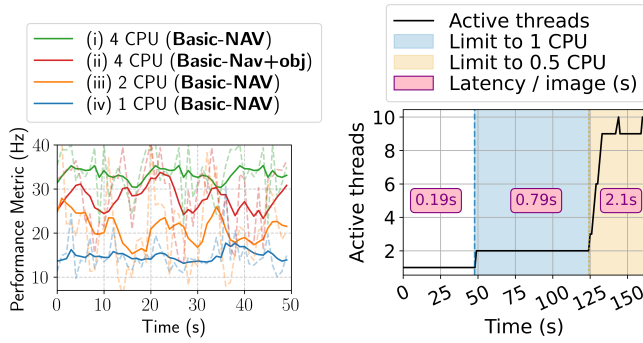 (i) 4 CPU (Basic-NAV)
(ii) 4 CPU (Basic-Nav+obj)
(iii) 2 CPU (Basic-NAV)
(iv) 1 CPU (Basic-NAV)
Performance Metric (Hz)
40
30
20
10
0 10 20 30 40 50
Time (s)
Active threads
Limit to 1 CPU
Limit to 0.5 CPU
Latency / image (s)
Active threads
10
8
6
4
2
0.19s 0.79s 2.1s
0 25 50 75 100 125 150
Time (s)